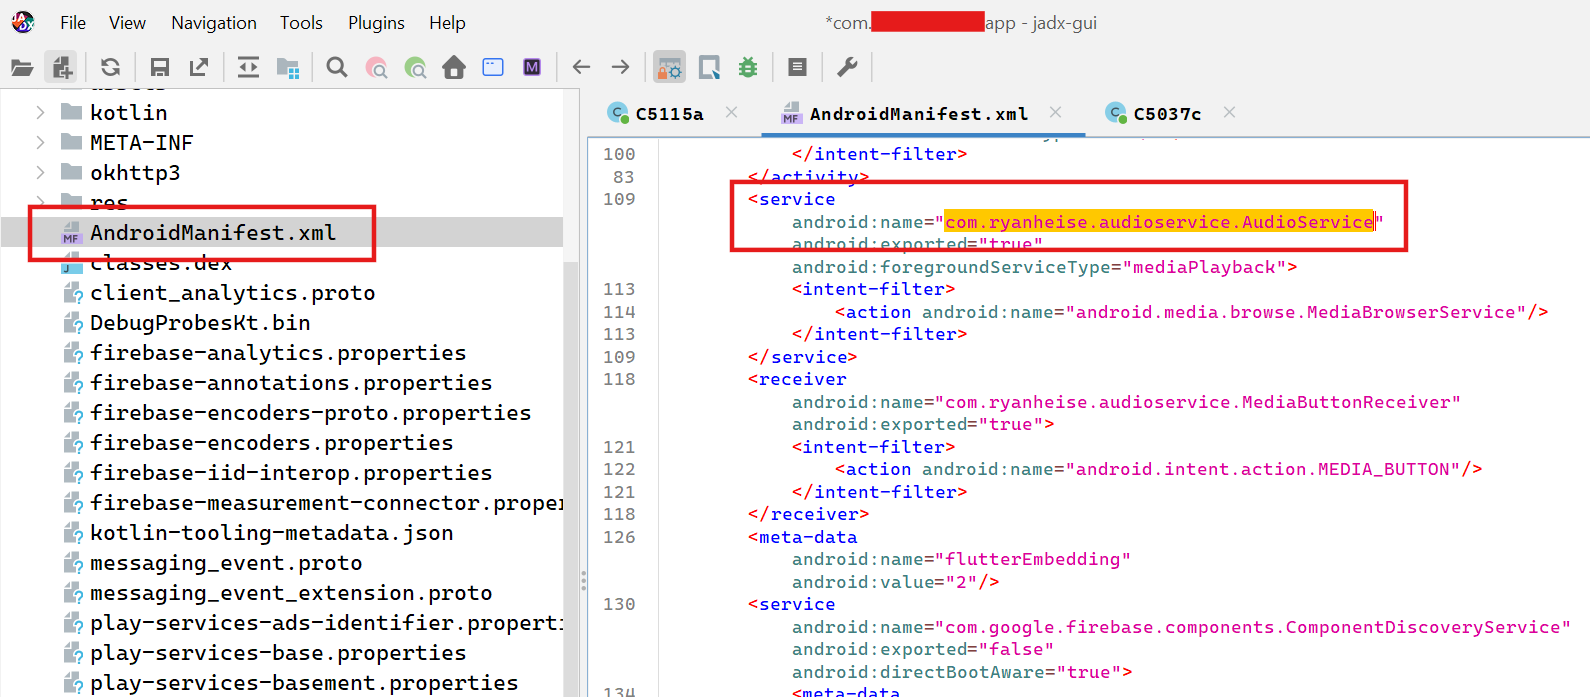 File View Navigation Tools Plugins Help
*com. app - jadx-gui
kotlin
META-INF
okhttp3
res
AndroidManifest.xml
classes.dex
client_analytics.proto
DebugProbesKt.bin
firebase-analytics.properties
firebase-annotations.properties
firebase-encoders-proto.properties
firebase-encoders.properties
firebase-iid-interop.properties
firebase-measurement-connector.proper
kotlin-tooling-metadata.json
messaging_event.proto
messaging_event_extension.proto
play-services-ads-identifier.properti
play-services-base.properties
play-services-basement.properties
C5115a AndroidManifest.xml C5037c
100 </intent-filter>
83 </activity>
109 <service
android:name="com.ryanheise.audioservice.AudioService"
android:exported="true"
android:foregroundServiceType="mediaPlayback">
113 <intent-filter>
114 <action android:name="android.media.browse.MediaBrowserService"/>
113 </intent-filter>
109 </service>
118 <receiver
android:name="com.ryanheise.audioservice.MediaButtonReceiver"
android:exported="true">
121 <intent-filter>
122 <action android:name="android.intent.action.MEDIA_BUTTON"/>
121 </intent-filter>
118 </receiver>
126 <meta-data
android:name="flutterEmbedding"
android:value="2"/>
130 <service
android:name="com.google.firebase.components.ComponentDiscoveryService"
android:exported="false"
android:directBootAware="true">
134 <meta-data